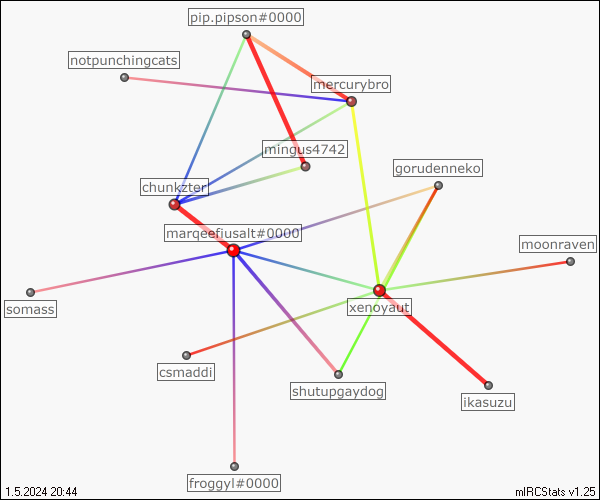 pip.pipson#0000
notpunchingcats
mercurybro
mingus4742
gorudenneko
chunkzter
marqeefiusalt#0000
moonraven
somass
xenoyaut
csmaddi
shutupgaydog
ikasuzu
froggyl#0000
1.5.2024 20:44
mIRCStats v1.25